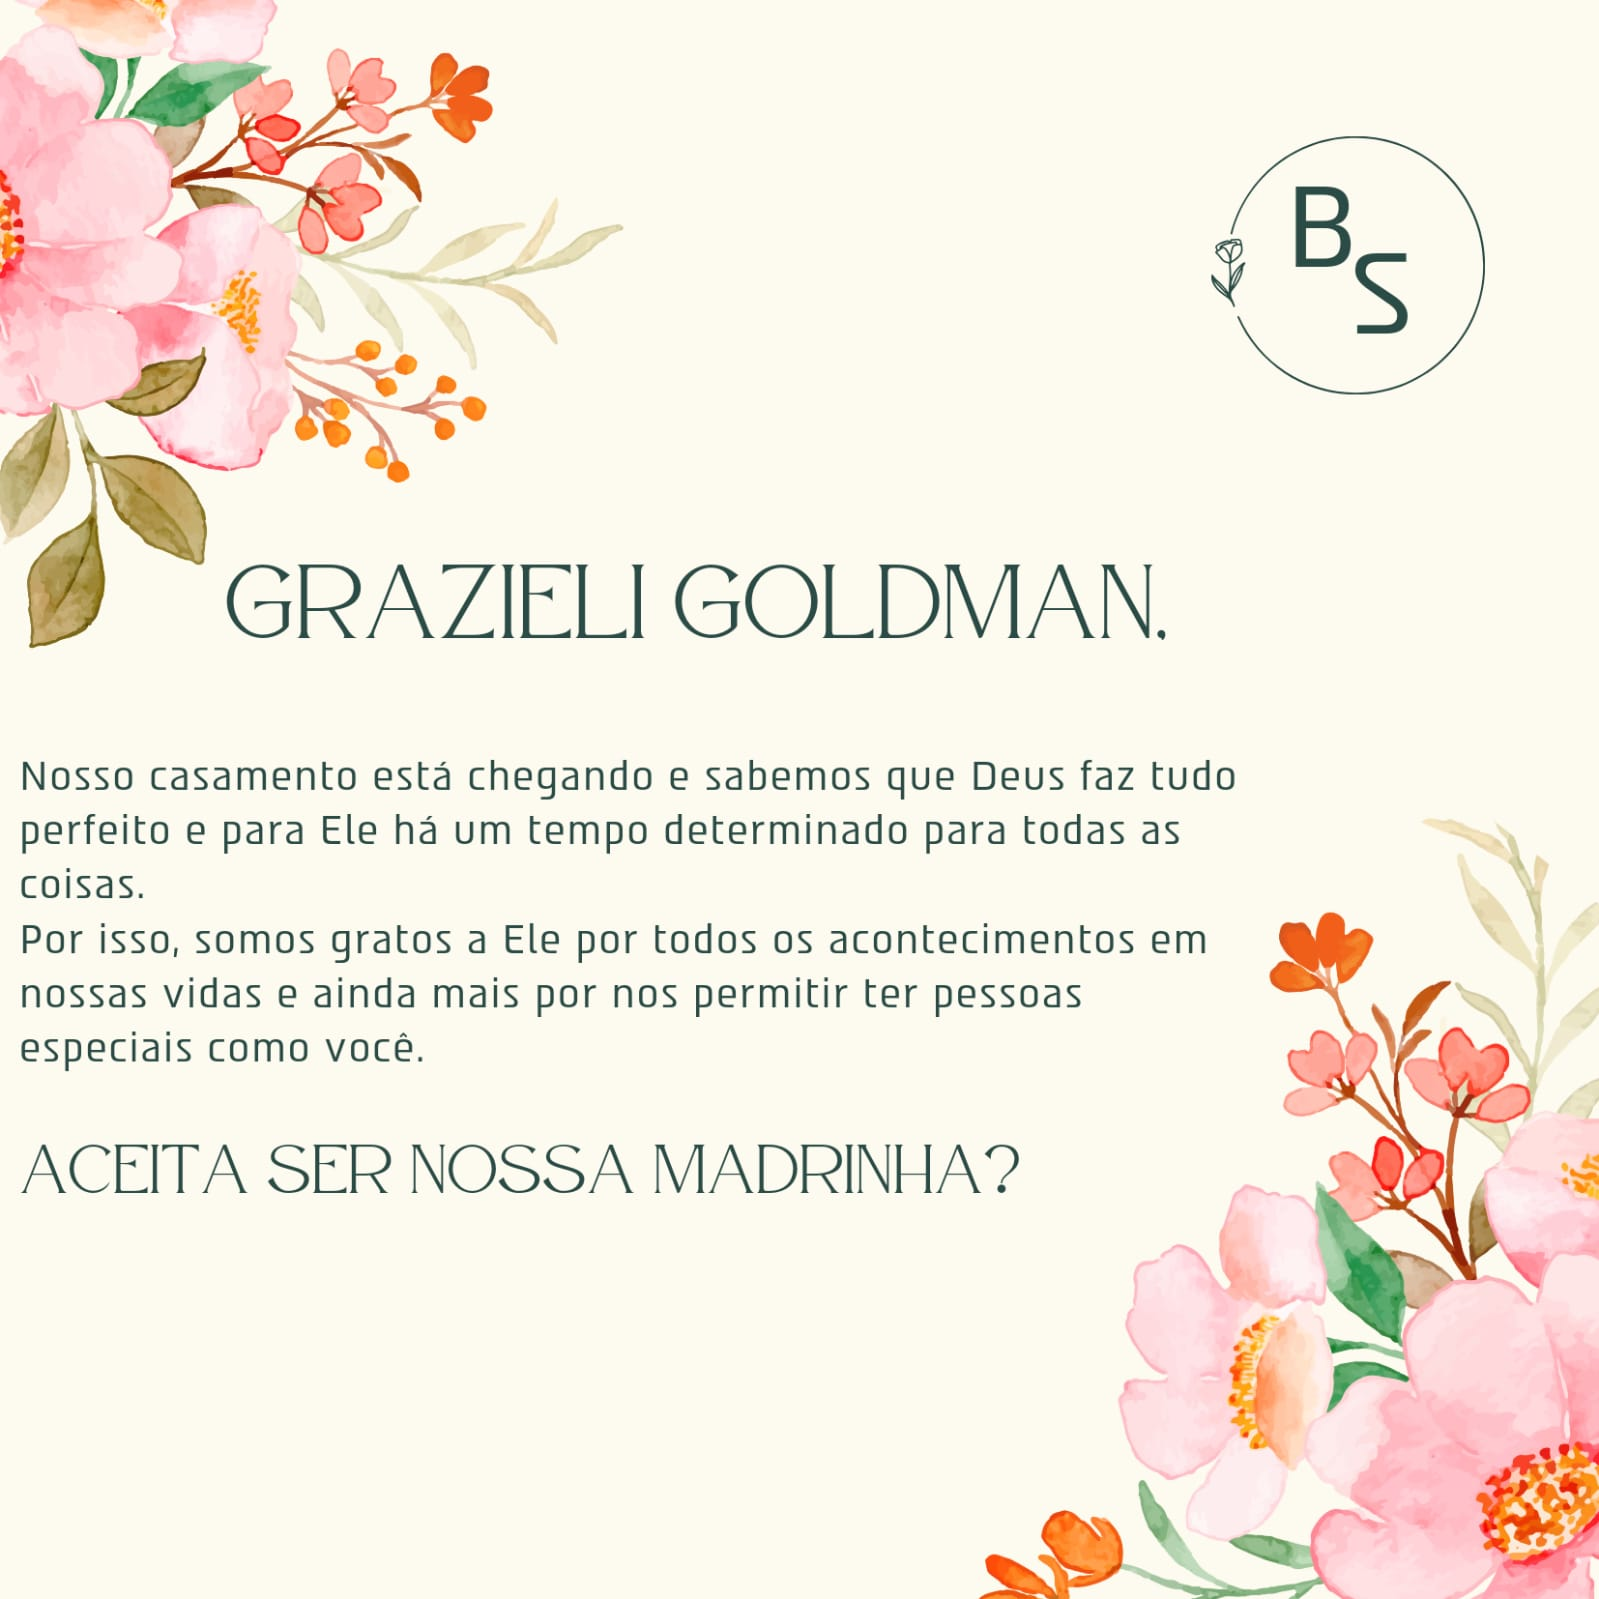 B
S
GRAZIELI GOLDMAN,
Nosso casamento está chegando e sabemos que Deus faz tudo
perfeito e para Ele há um tempo determinado para todas as
coisas.
Por isso, somos gratos a Ele por todos os acontecimentos em
nossas vidas e ainda mais por nos permitir ter pessoas
especiais como você.
ACEITA SER NOSSA MADRINHA?